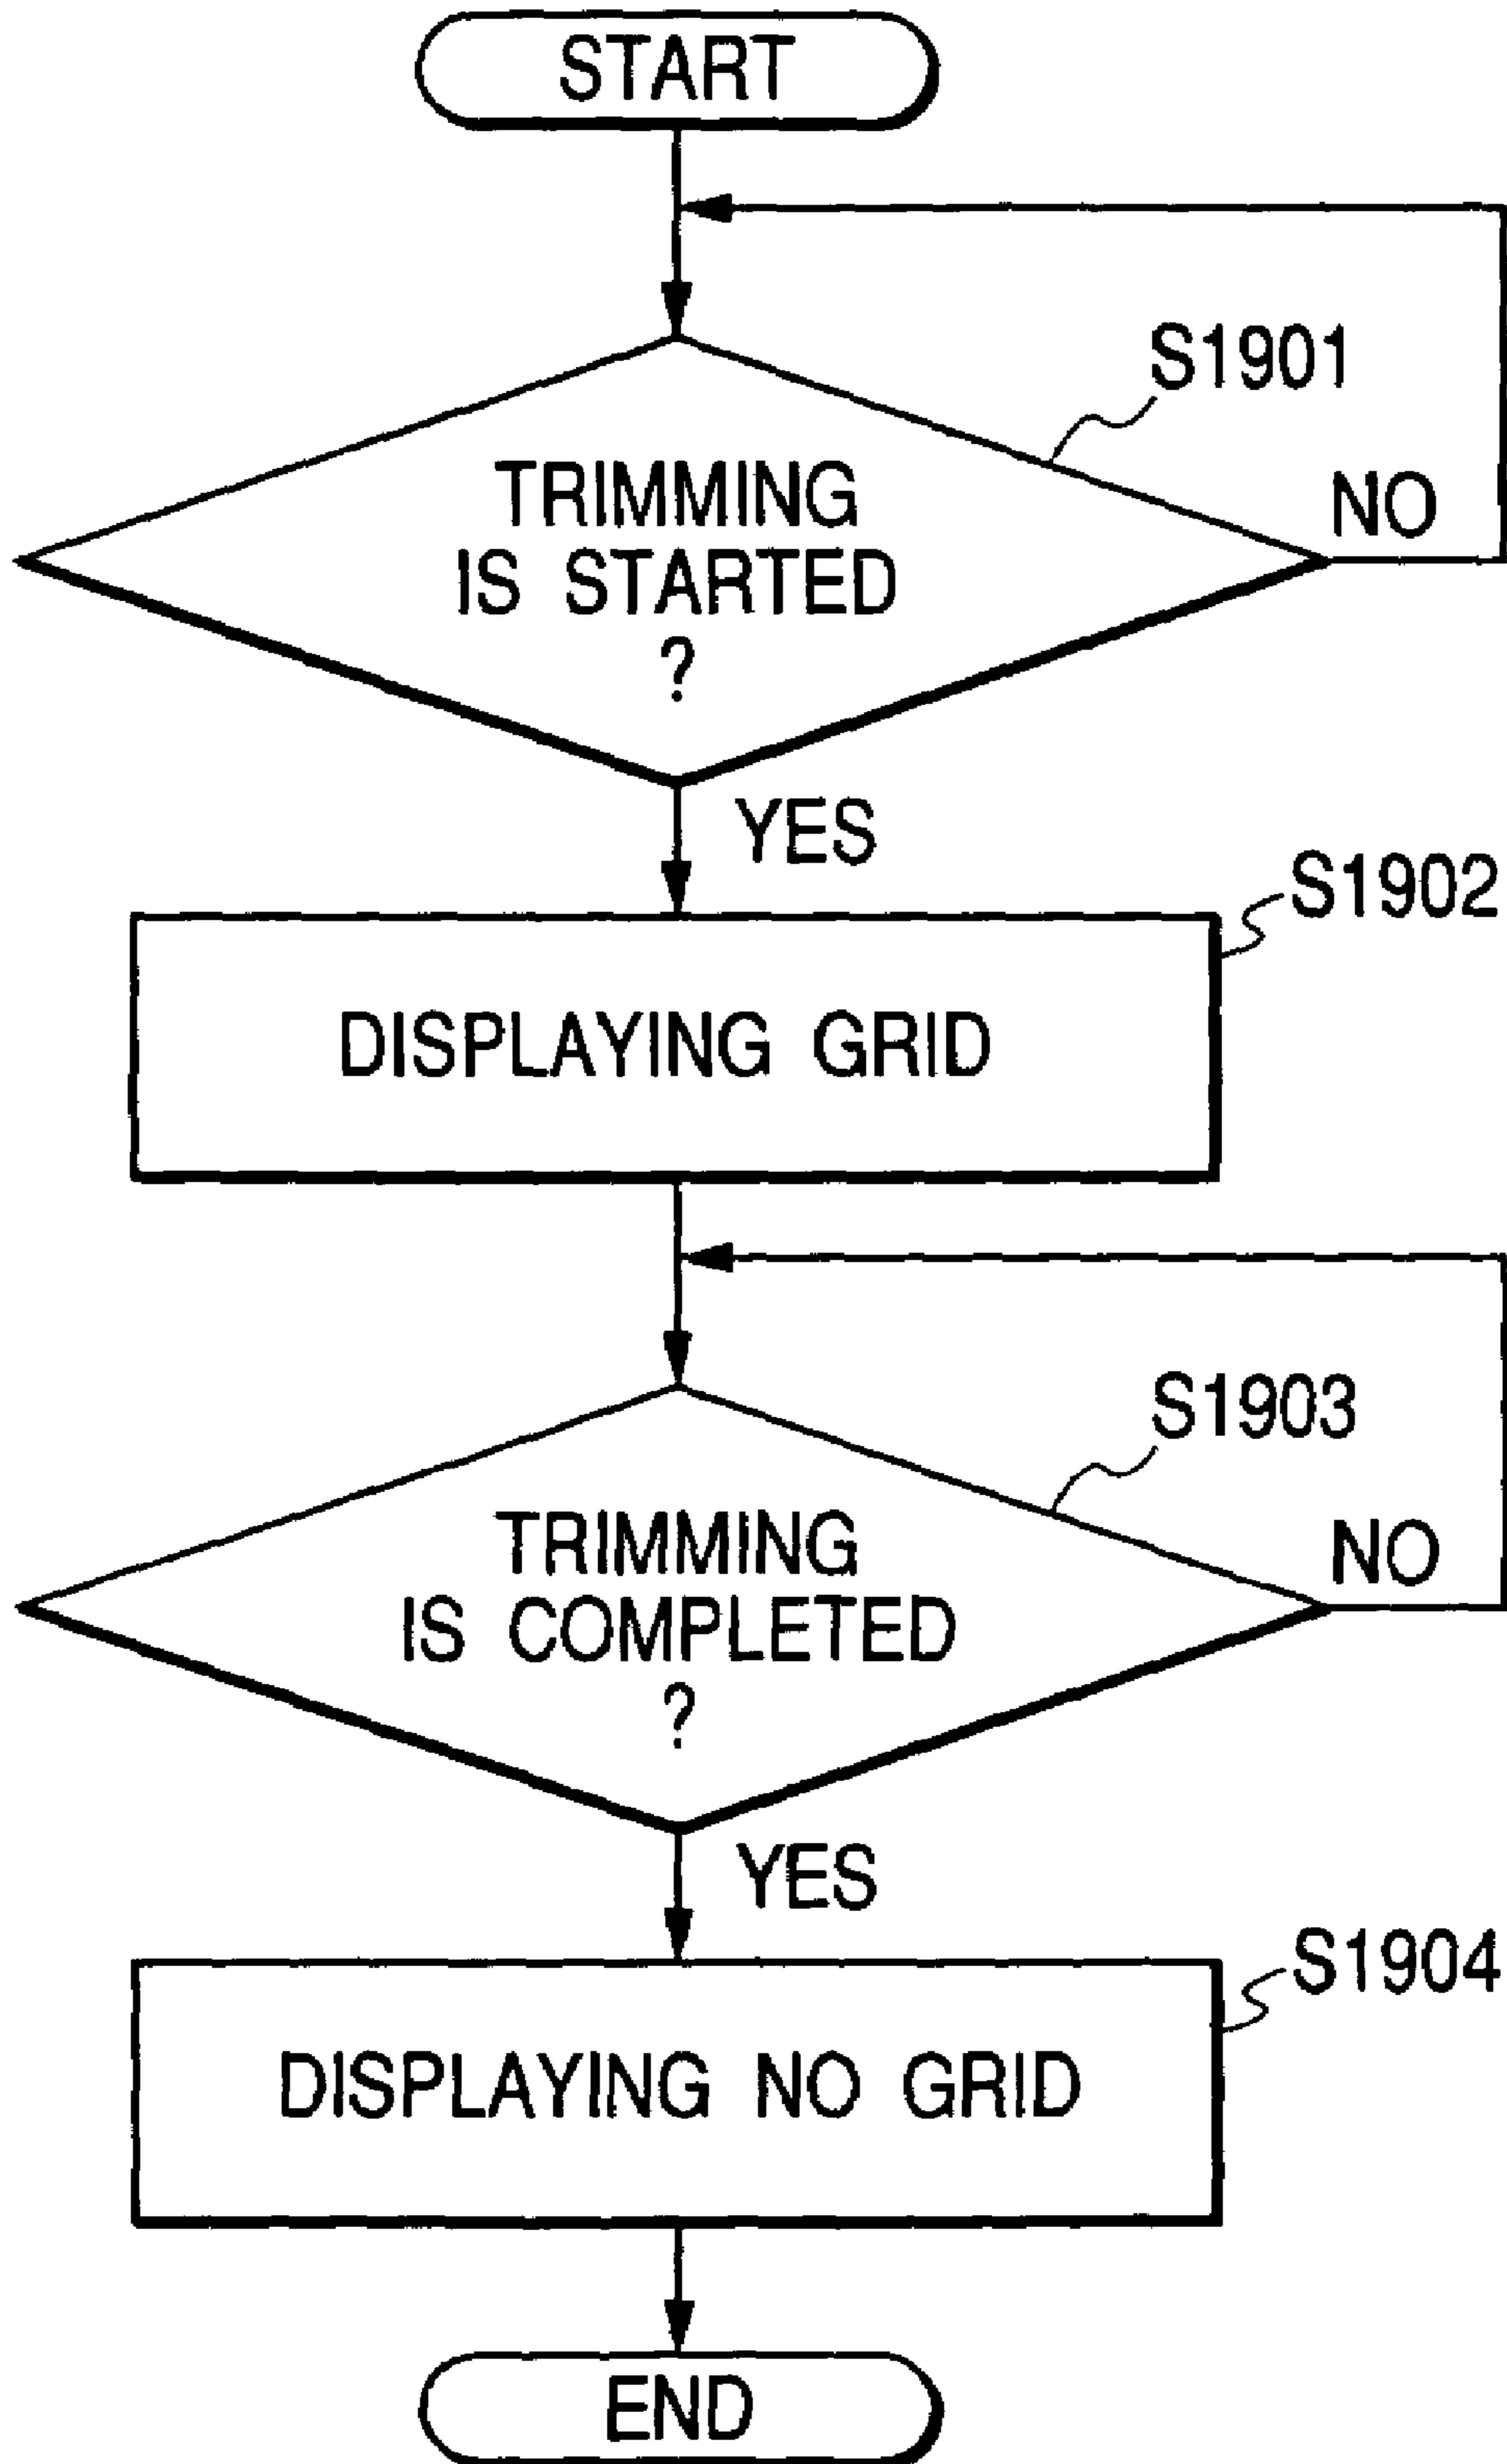 START
S1901
TRIMMING
IS STARTED
?
NO
YES
S1902
DISPLAYING GRID
S1903
TRIMMING
IS COMPLETED
?
NO
YES
S1904
DISPLAYING NO GRID
END